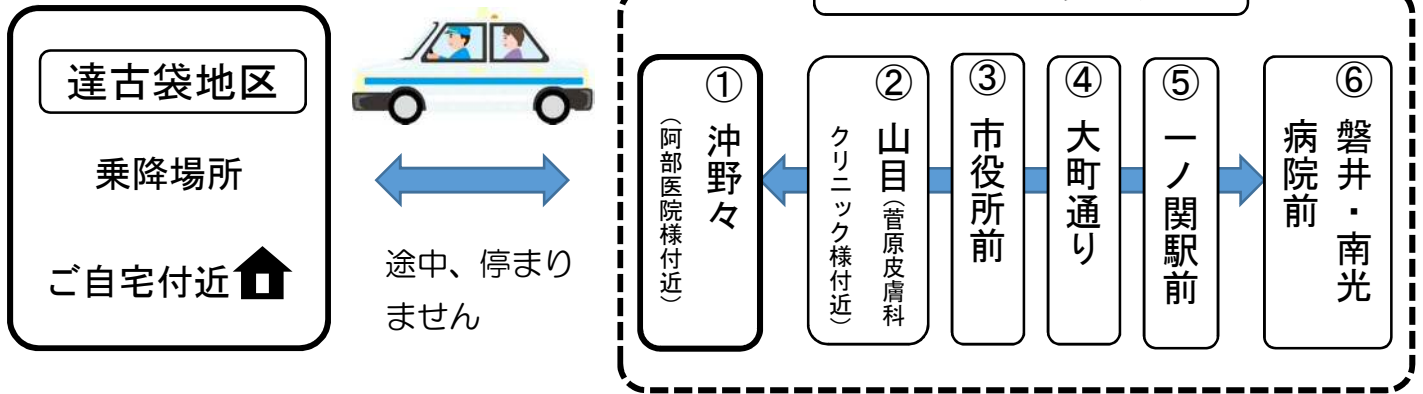 達古袋地区
乗降場所
ご自宅付近
途中、停まり
ません
①
沖野々
（阿部医院様付近）
②
山目（菅原皮膚科
クリニック様付近）
③
市役所前
④
大町通り
⑤
一ノ関駅前
⑥
磐井・南光
病院前